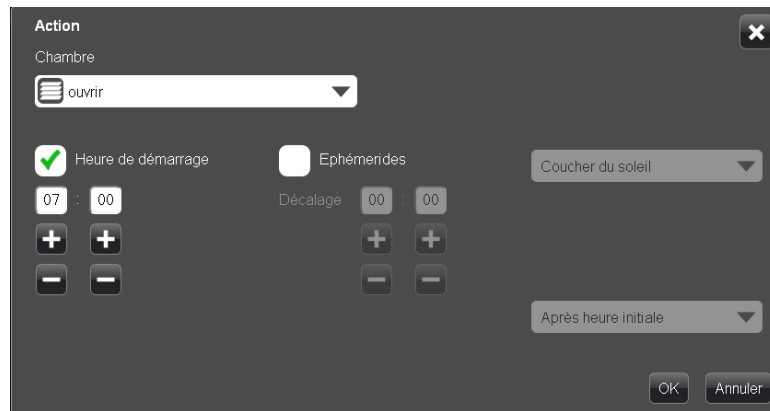 Action
Chambre
ouvrir
Heure de démarrage
Ephémerides
Coucher du soleil
07 : 00
Décalage 00 : 00
Après heure initiale
OK
Annuler